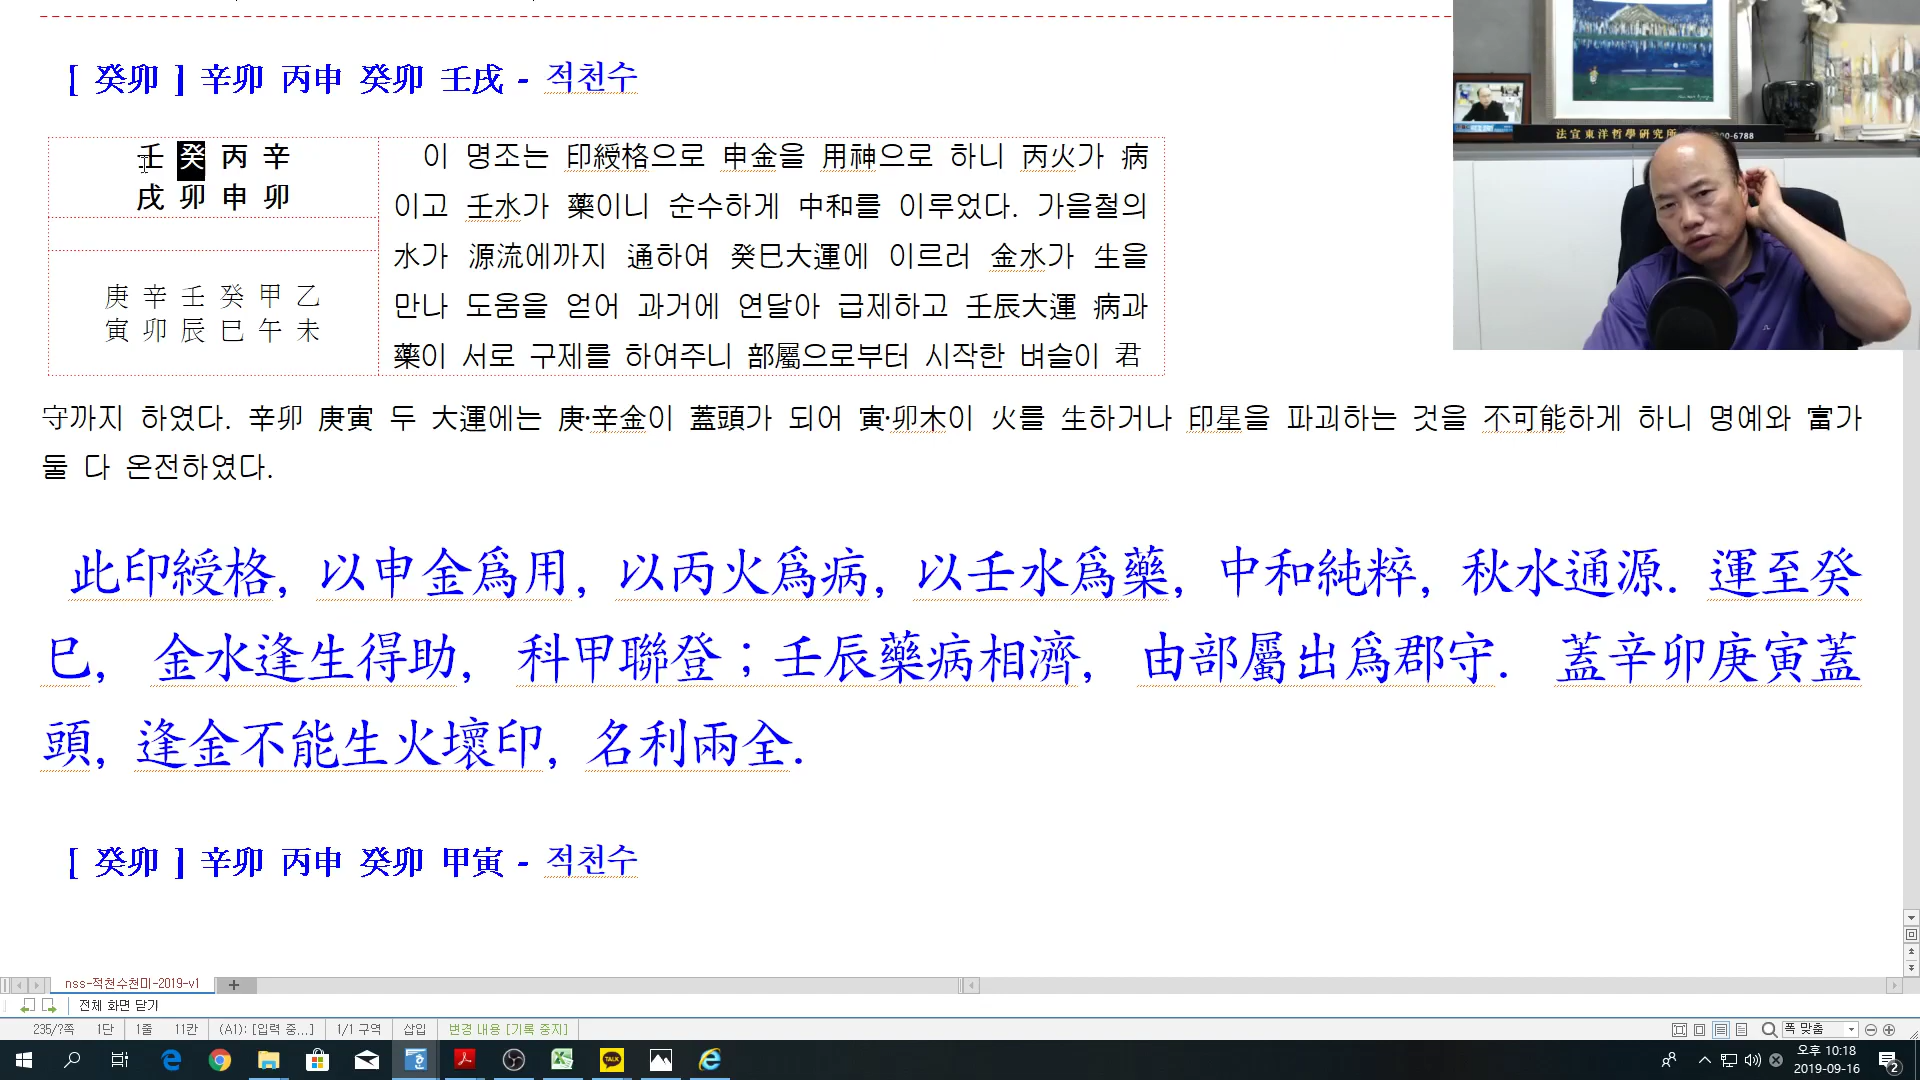 [ 癸卯 ] 辛卯 丙申 癸卯 壬戌 - 적천수
壬 癸 丙 辛
戌 卯 申 卯
庚 辛 壬 癸 甲 乙
寅 卯 辰 巳 午 未
이 명조는 印綬格으로 申金을 用神으로 하니 丙火가 病
이고 壬水가 藥이니 순수하게 中和를 이루었다. 가을철의
水가 源流에까지 通하여 癸巳大運에 이르러 金水가 生을
만나 도움을 얻어 과거에 연달아 급제하고 壬辰大運 病과
藥이 서로 구제를 하여주니 部屬으로부터 시작한 벼슬이 君
守까지 하였다. 辛卯 庚寅 두 大運에는 庚·辛金이 蓋頭가 되어 寅·卯木이 火를 生하거나 印星을 파괴하는 것을 不可能하게 하니 명예와 富가
둘 다 온전하였다.
此印綬格, 以申金爲用, 以丙火爲病, 以壬水爲藥, 中和純粹, 秋水通源. 運至癸
巳, 金水逢生得助, 科甲聯登；壬辰藥病相濟, 由部屬出爲郡守. 蓋辛卯庚寅蓋
頭, 逢金不能生火壞印, 名利兩全.
[ 癸卯 ] 辛卯 丙申 癸卯 甲寅 - 적천수
法宣東洋哲學研究所
00-6788
nss-적천수천미-2019-v1
전체 화면 닫기
235/?쪽 1단 1줄 11칸 (A1): [입력 중...] 1/1 구역 삽입 변경 내용 [기록 중지] 폭 맞춤
TALK
오후 10:18
2019-09-16
2